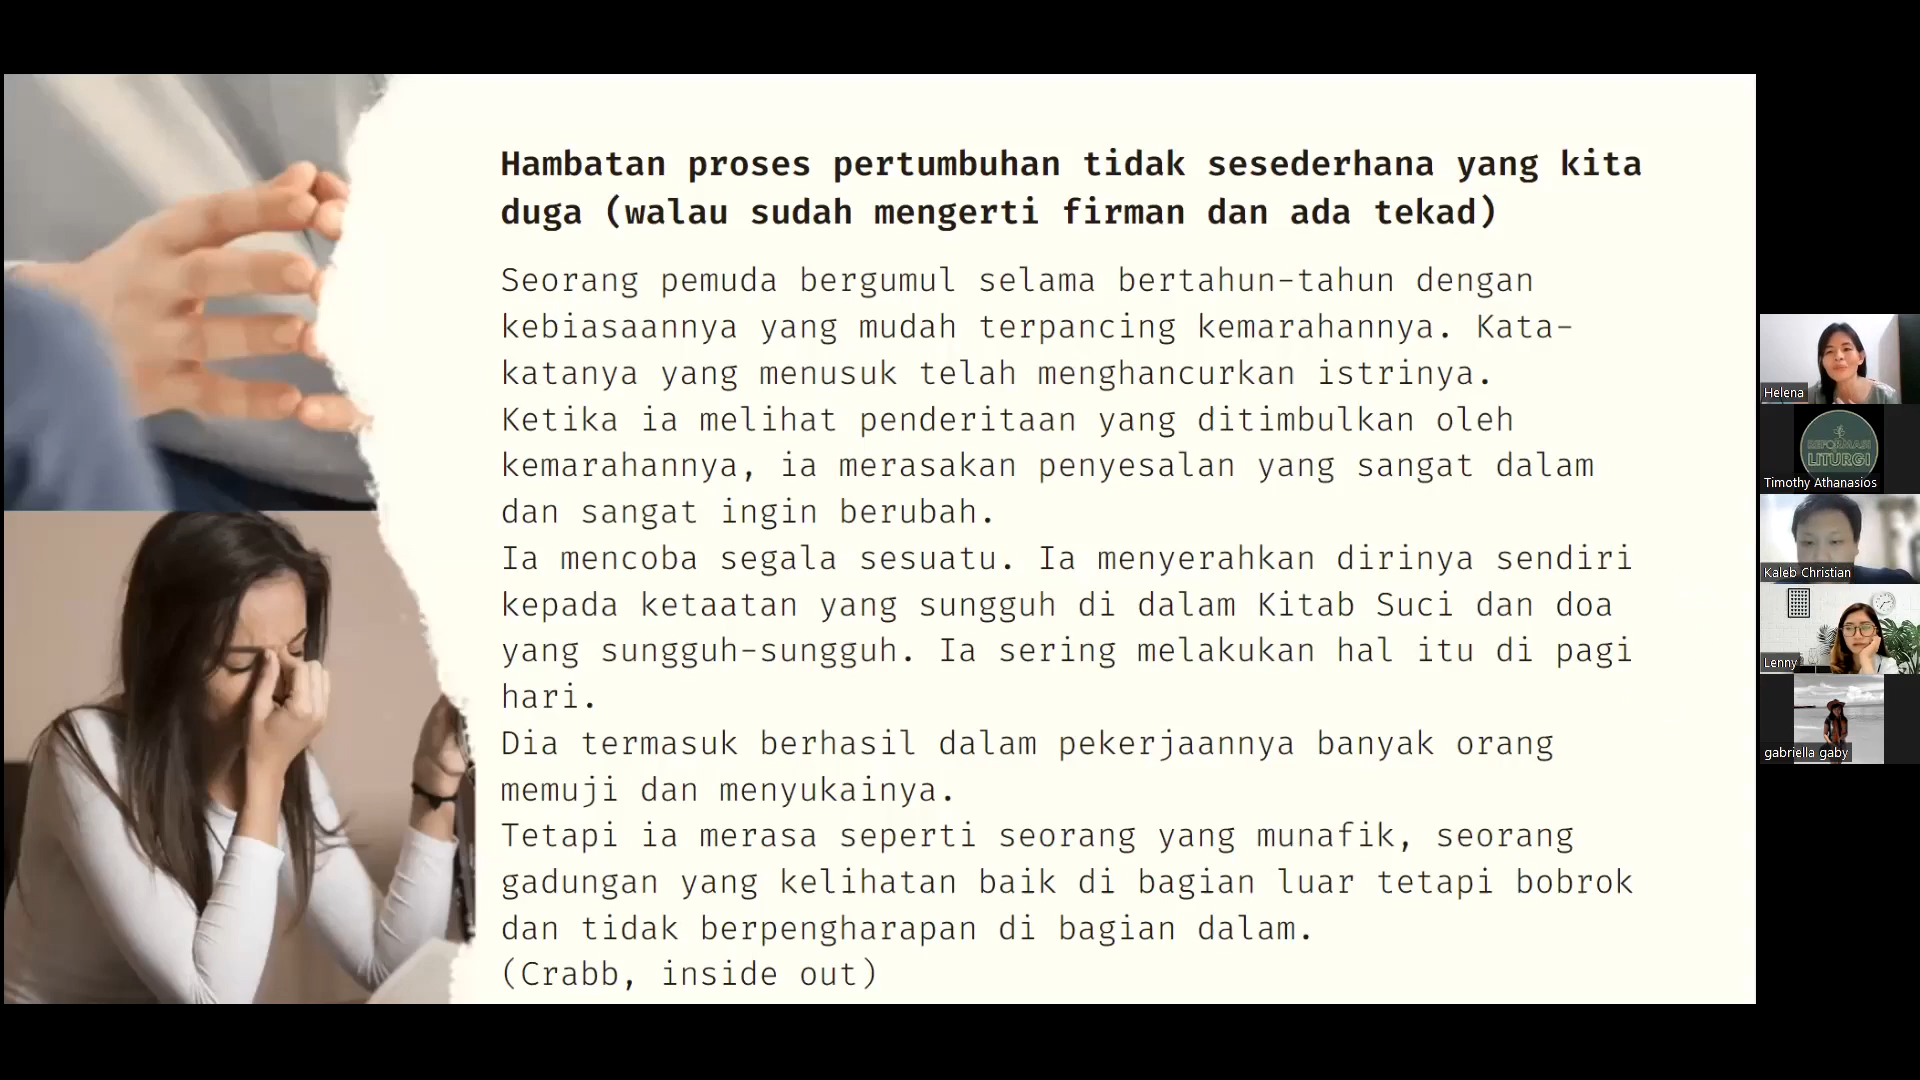 Hambatan proses pertumbuhan tidak sesederhana yang kita
duga (walau sudah mengerti firman dan ada tekad)
Seorang pemuda bergumul selama bertahun-tahun dengan
kebiasaannya yang mudah terpancing kemarahannya. Kata-
katanya yang menusuk telah menghancurkan istrinya.
Ketika ia melihat penderitaan yang ditimbulkan oleh
kemarahannya, ia merasakan penyesalan yang sangat dalam
dan sangat ingin berubah.
Ia mencoba segala sesuatu. Ia menyerahkan dirinya sendiri
kepada ketaatan yang sungguh di dalam Kitab Suci dan doa
yang sungguh-sungguh. Ia sering melakukan hal itu di pagi
hari.
Dia termasuk berhasil dalam pekerjaannya banyak orang
memuji dan menyukainya.
Tetapi ia merasa seperti seorang yang munafik, seorang
gadungan yang kelihatan baik di bagian luar tetapi bobrok
dan tidak berpengharapan di bagian dalam.
(Crabb, inside out)
Helena
REFORMASI
LITURGI
Timothy Athanasios
Kaleb Christian
Lenny
gabriella gaby